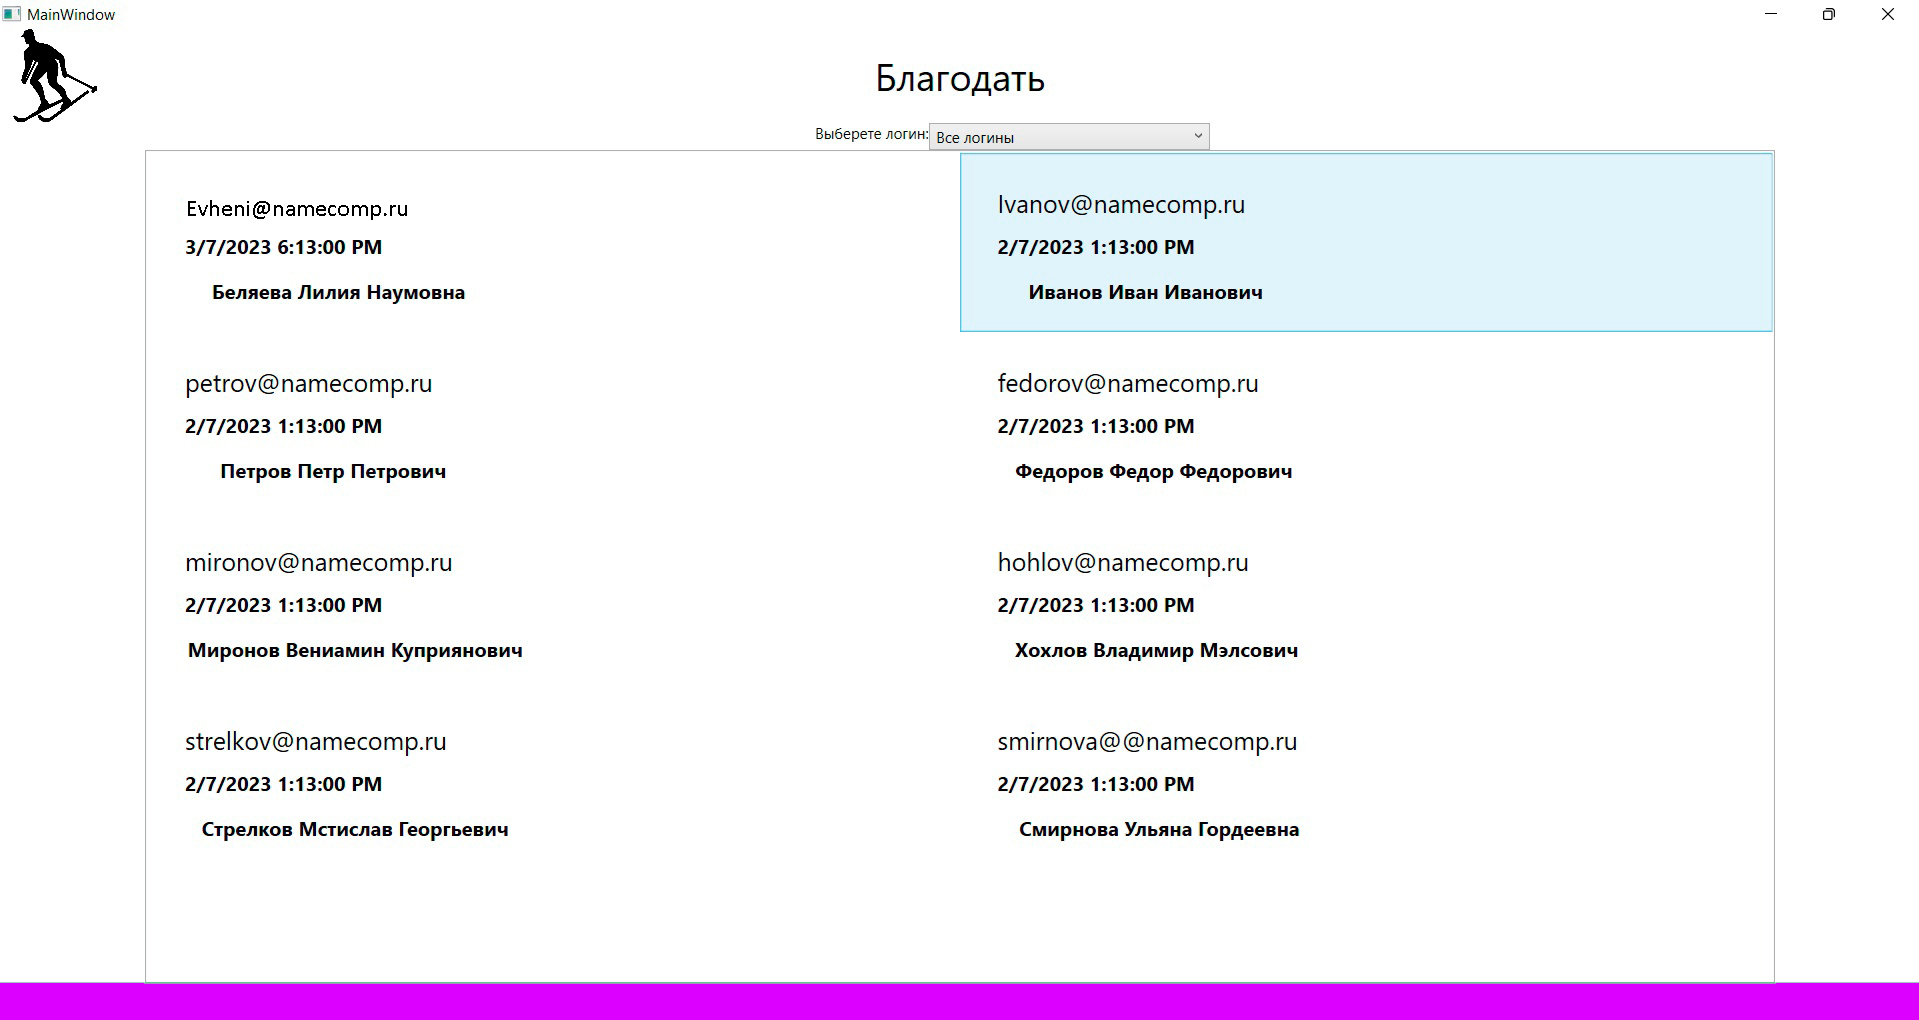 MainWindow
Благодать
Выберете логин: Все логины
Evheni@namecomp.ru
3/7/2023 6:13:00 PM
Беляева Лилия Наумовна
Ivanov@namecomp.ru
2/7/2023 1:13:00 PM
Иванов Иван Иванович
petrov@namecomp.ru
2/7/2023 1:13:00 PM
Петров Петр Петрович
fedorov@namecomp.ru
2/7/2023 1:13:00 PM
Федоров Федор Федорович
mironov@namecomp.ru
2/7/2023 1:13:00 PM
Миронов Вениамин Куприянович
hohlov@namecomp.ru
2/7/2023 1:13:00 PM
Хохлов Владимир Мэлсович
strelkov@namecomp.ru
2/7/2023 1:13:00 PM
Стрелков Мстислав Георгьевич
smirnova@@namecomp.ru
2/7/2023 1:13:00 PM
Смирнова Ульяна Гордеевна